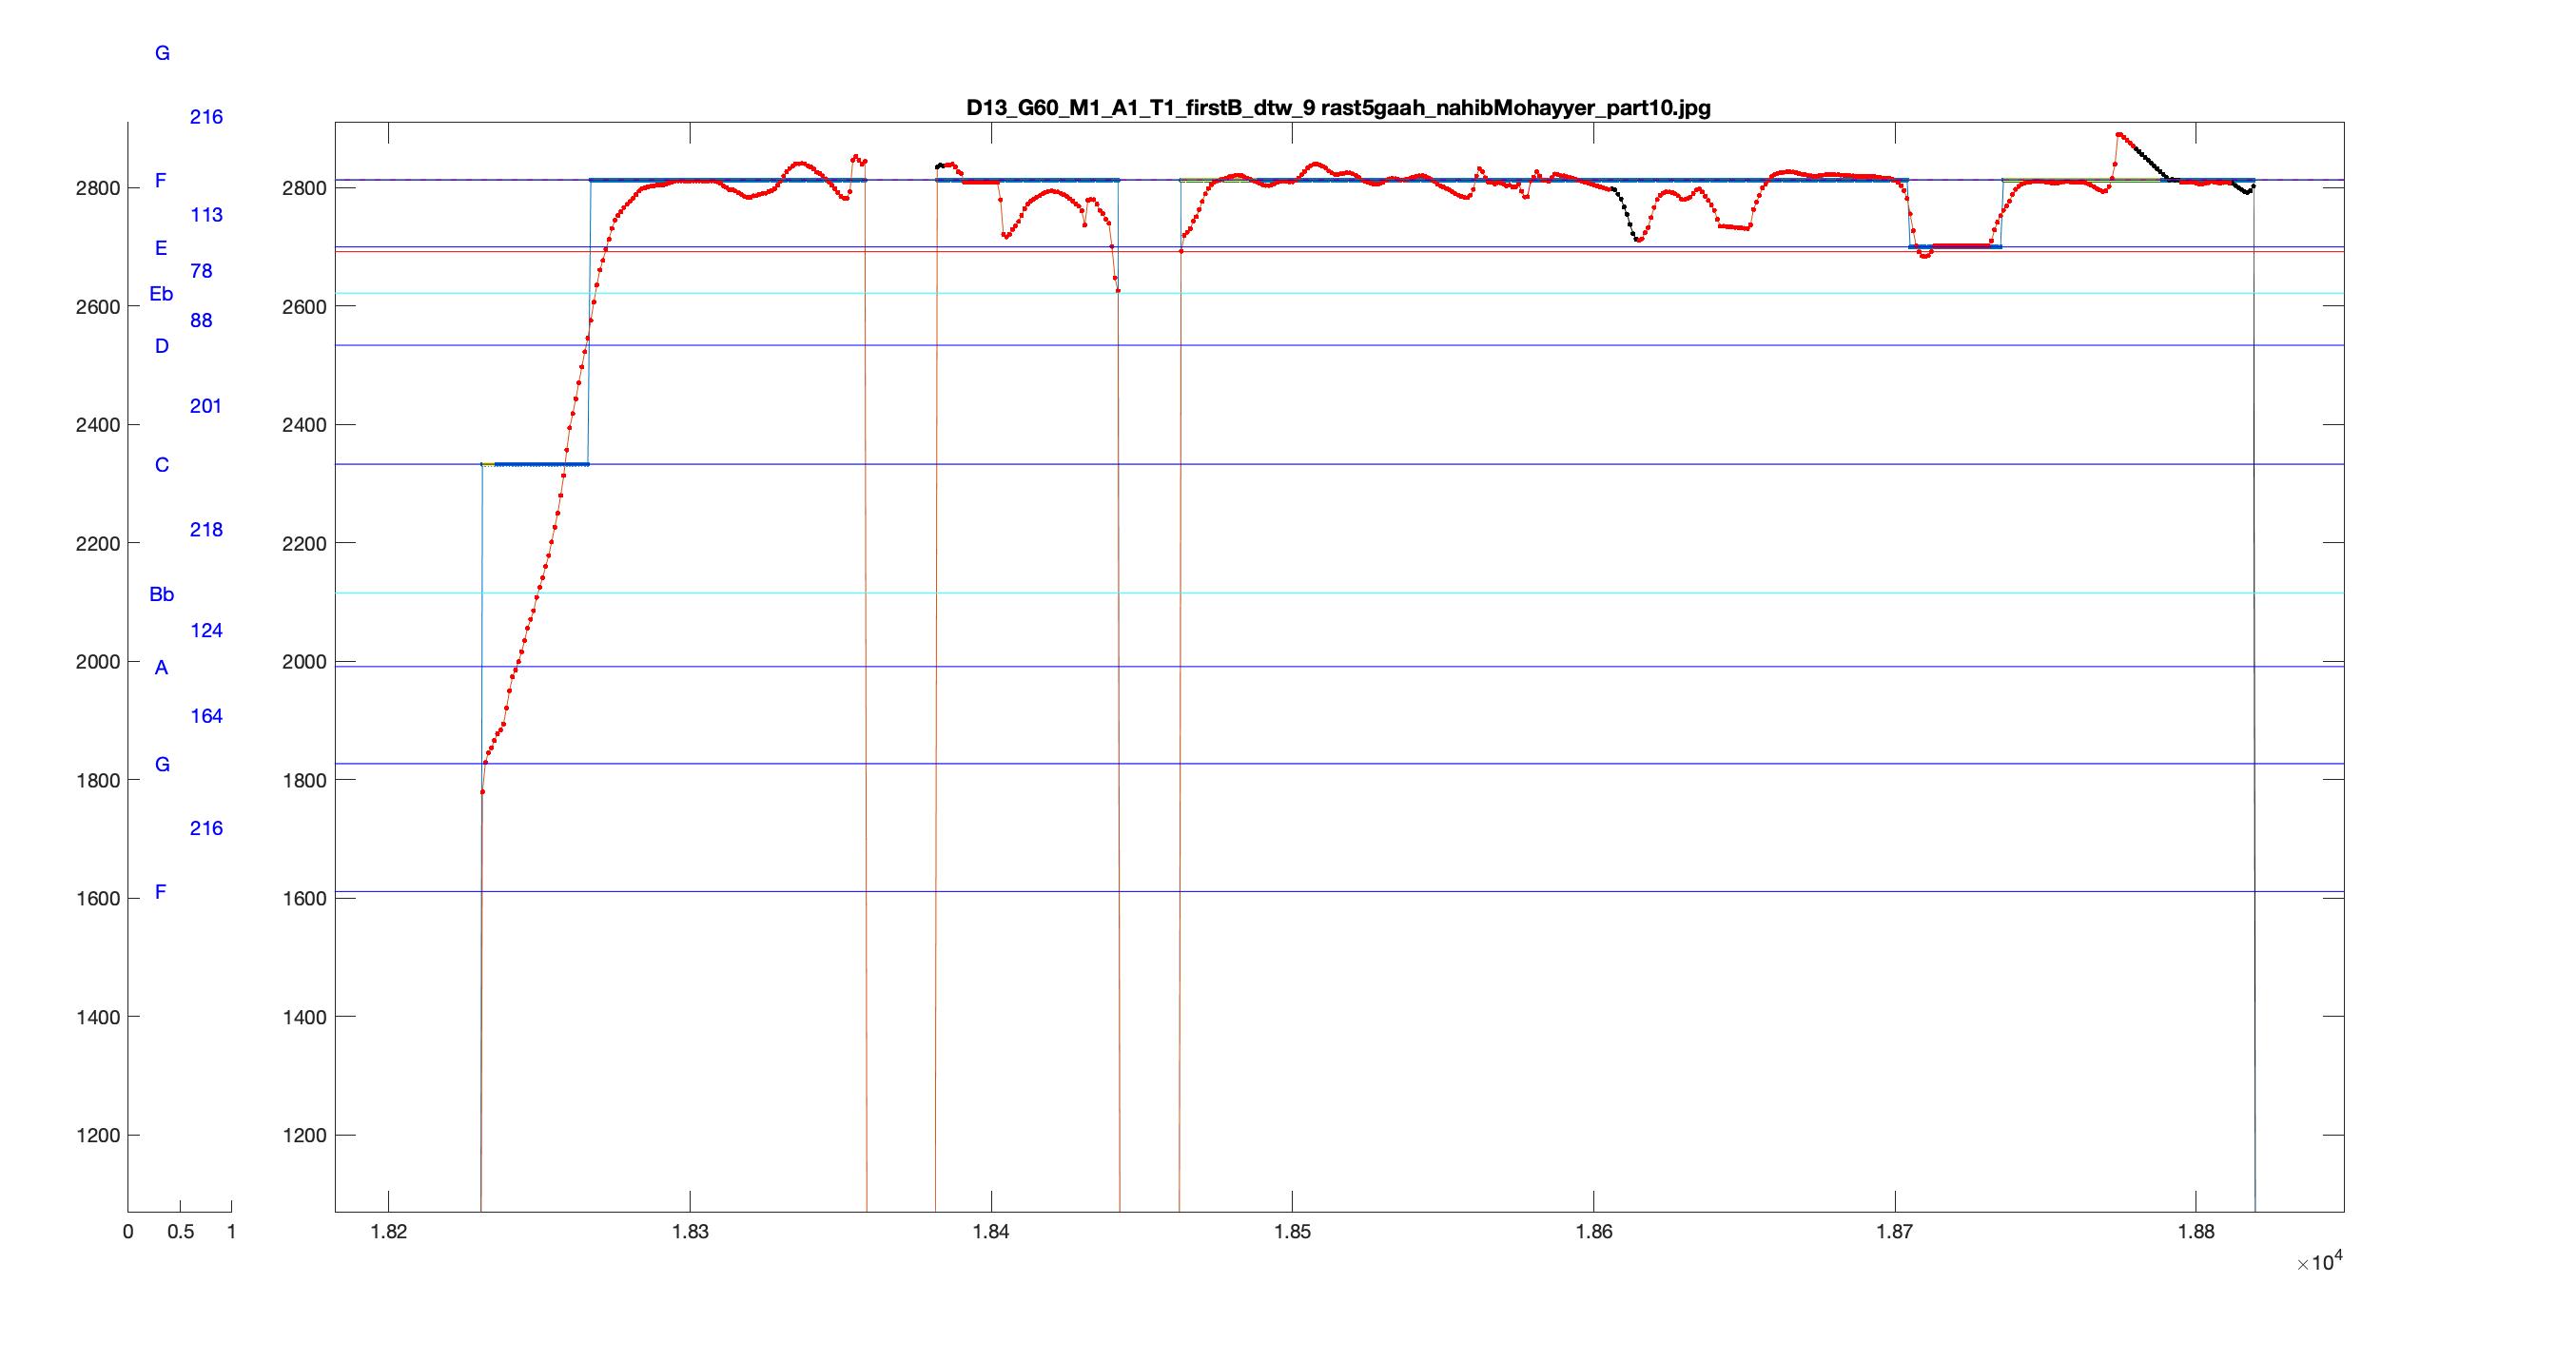 D13_G60_M1_A1_T1_firstB_dtw_9 rast5gaah_nahibMohayyer_part10.jpg
G
216
F
113
E
78
Eb
88
D
201
C
218
Bb
124
A
164
G
216
F
2800
2600
2400
2200
2000
1800
1600
1400
1200
0 0.5 1
2800
2600
2400
2200
2000
1800
1600
1400
1200
1.82 1.83 1.84 1.85 1.86 1.87 1.88
×10⁴